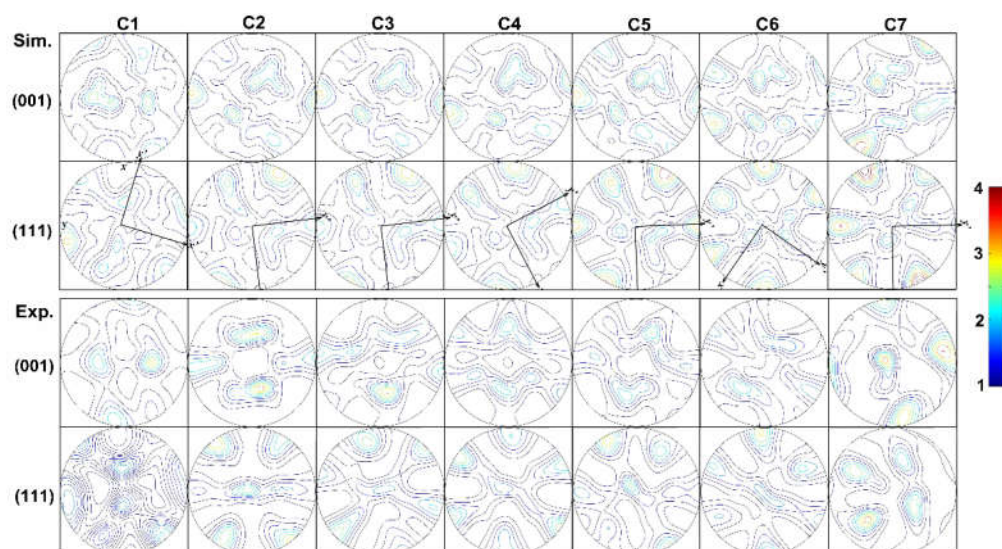 C1 C2 C3 C4 C5 C6 C7
Sim.
(001)
x
y
(111)
4
3
2
1
Exp.
(001)
(111)